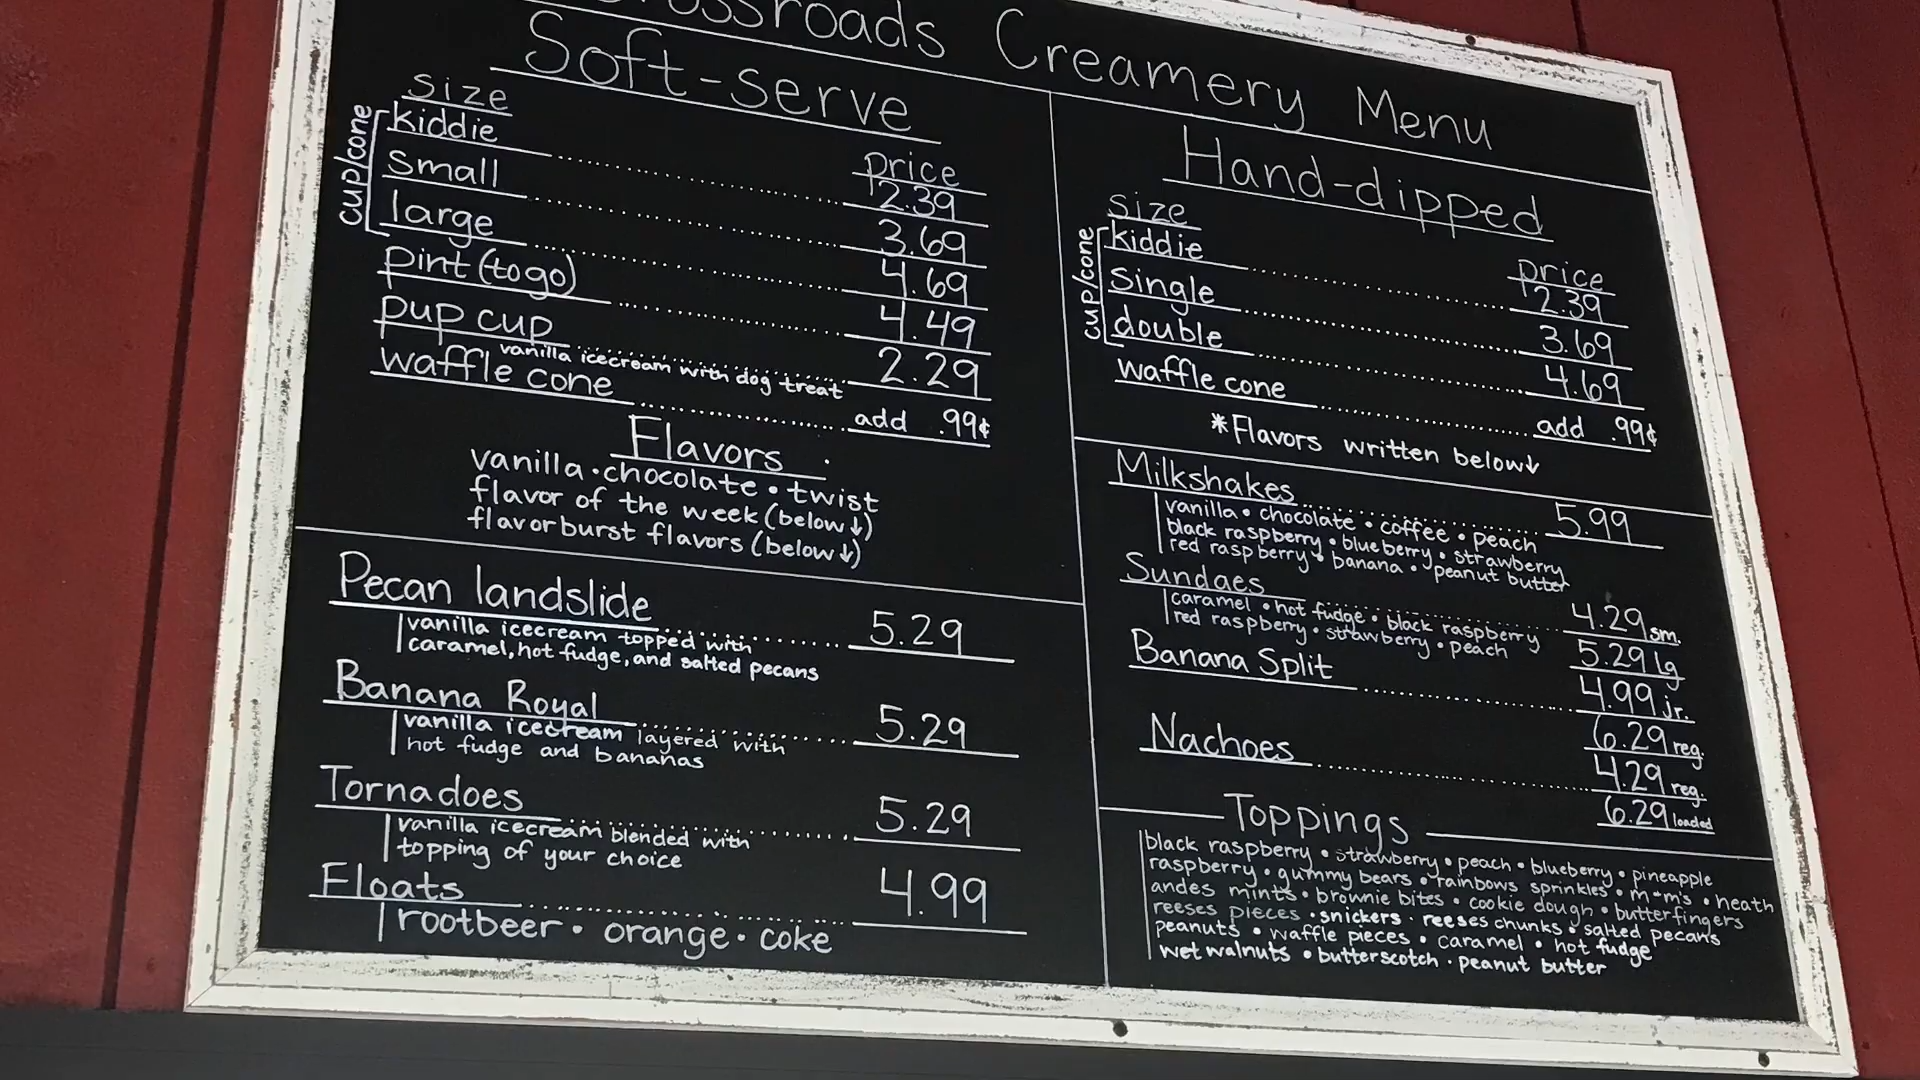 Crossroads Creamery Menu
Soft-serve
size price
cup/cone
kiddie 2.39
small 3.69
large 4.69
pint (to go) 4.49
pup cup 2.29
vanilla icecream with dog treat
waffle cone add .99¢
Flavors
vanilla • chocolate • twist
flavor of the week (below ↓)
flavorburst flavors (below ↓)
Pecan landslide 5.29
vanilla icecream topped with
caramel, hot fudge, and salted pecans
Banana Royal 5.29
vanilla icecream layered with
hot fudge and bananas
Tornadoes 5.29
vanilla icecream blended with
topping of your choice
Floats 4.99
rootbeer • orange • coke
Hand-dipped
size price
cup/cone
kiddie 2.39
single 3.69
double 4.69
waffle cone add .99¢
*Flavors written below ↓
Milkshakes 5.99
vanilla • chocolate • coffee • peach
black raspberry • blueberry • strawberry
red raspberry • banana • peanut butter
Sundaes 4.29 sm.
5.29 lg
caramel • hot fudge • black raspberry
red raspberry • strawberry • peach
Banana Split 4.99 jr.
6.29 reg.
Nachoes 4.29 reg.
6.29 loaded
Toppings
black raspberry • strawberry • peach • blueberry • pineapple
raspberry • gummy bears • rainbows sprinkles • m+m's • heath
andes mints • brownie bites • cookie dough • butterfingers
reeses pieces • snickers • reeses chunks • salted pecans
peanuts • waffle pieces • caramel • hot fudge
wet walnuts • butterscotch • peanut butter